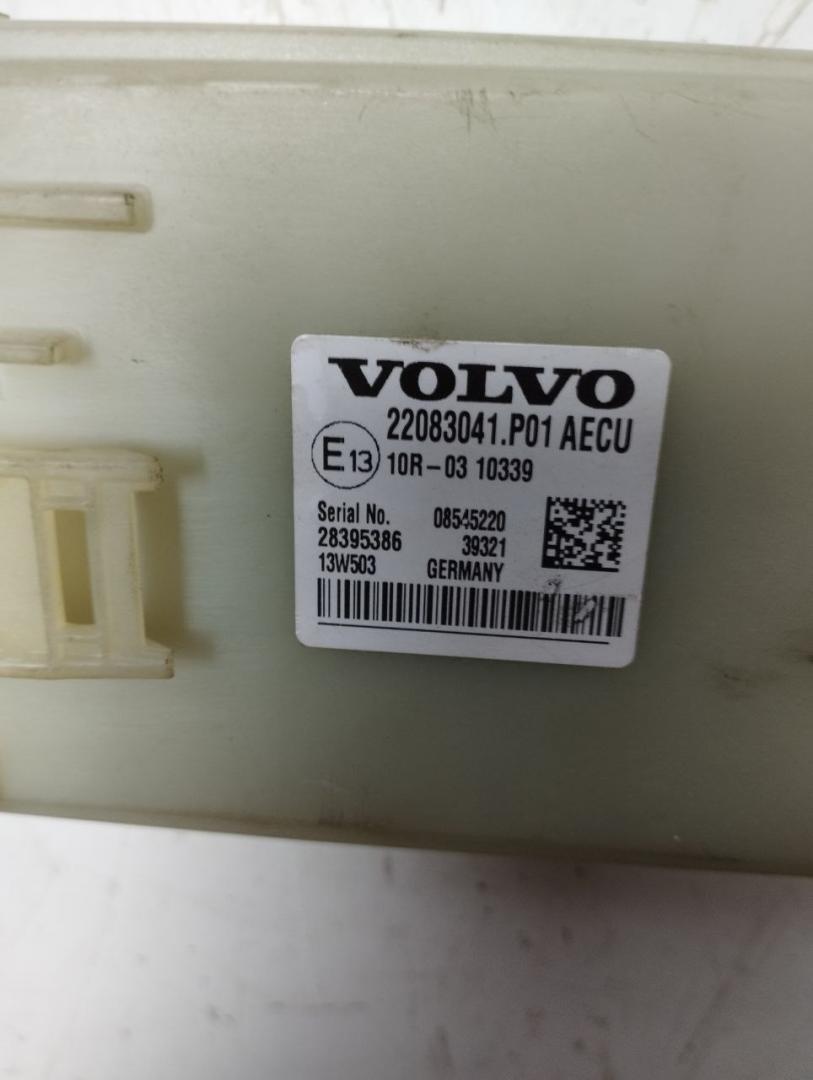 VOLVO
22083041.P01 AECU
E13 10R-03 10339
Serial No. 08545220
28395386 39321
13W503 GERMANY